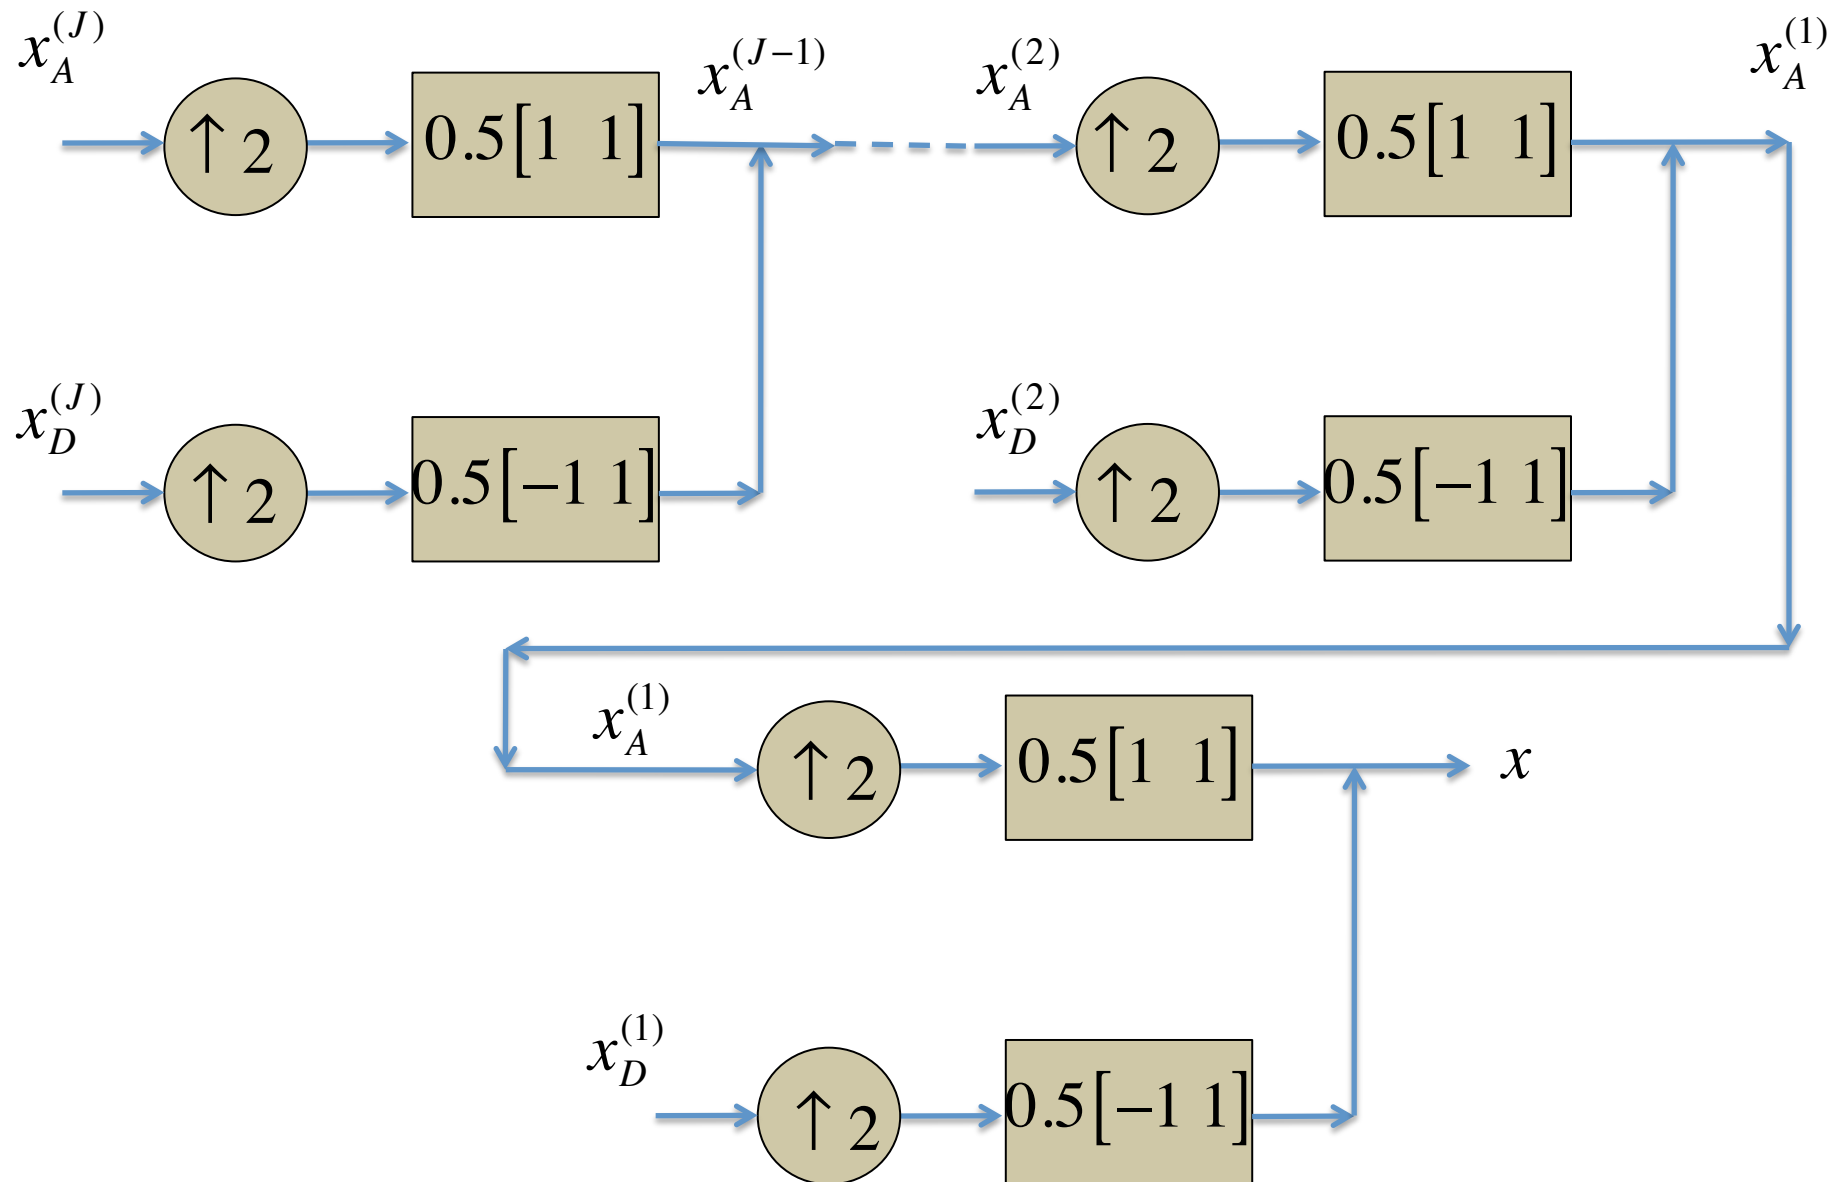 x_A^(J) ↑2 0.5[1 1] x_A^(J−1) x_A^(2) ↑2 0.5[1 1] x_A^(1)
x_D^(J) ↑2 0.5[−1 1] x_D^(2) ↑2 0.5[−1 1]
x_A^(1) ↑2 0.5[1 1] x
x_D^(1) ↑2 0.5[−1 1]